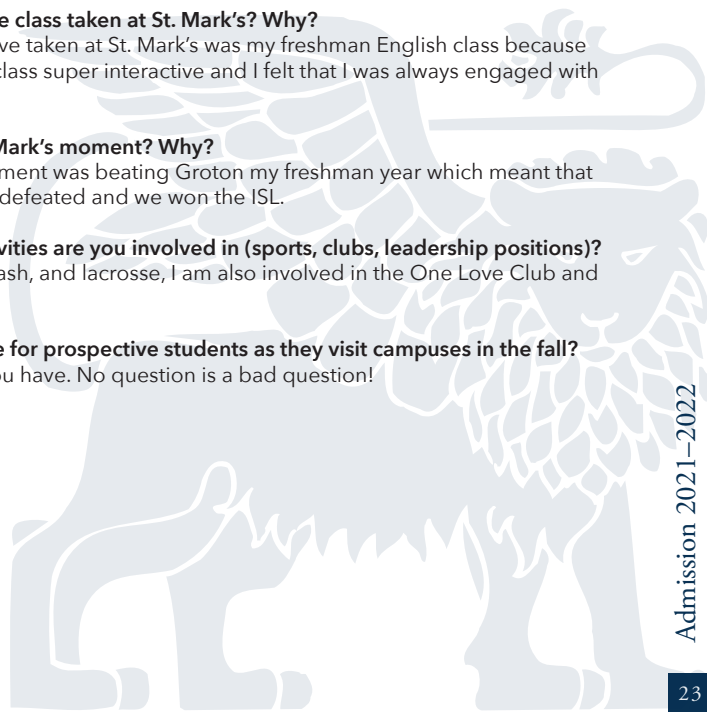 e class taken at St. Mark's? Why?
ve taken at St. Mark's was my freshman English class because
class super interactive and I felt that I was always engaged with
Mark's moment? Why?
ment was beating Groton my freshman year which meant that
defeated and we won the ISL.
vities are you involved in (sports, clubs, leadership positions)?
ash, and lacrosse, I am also involved in the One Love Club and
e for prospective students as they visit campuses in the fall?
ou have. No question is a bad question!
Admission 2021–2022
23